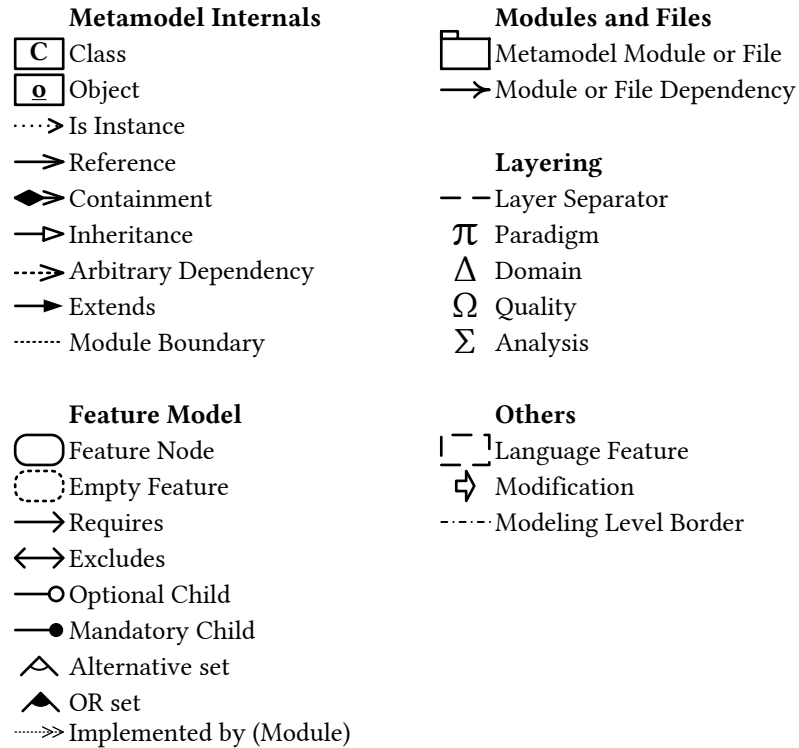 Metamodel Internals
C Class
o Object
Is Instance
Reference
Containment
Inheritance
Arbitrary Dependency
Extends
Module Boundary
Feature Model
Feature Node
Empty Feature
Requires
Excludes
Optional Child
Mandatory Child
Alternative set
OR set
Implemented by (Module)
Modules and Files
Metamodel Module or File
Module or File Dependency
Layering
Layer Separator
π Paradigm
Δ Domain
Ω Quality
Σ Analysis
Others
Language Feature
Modification
Modeling Level Border